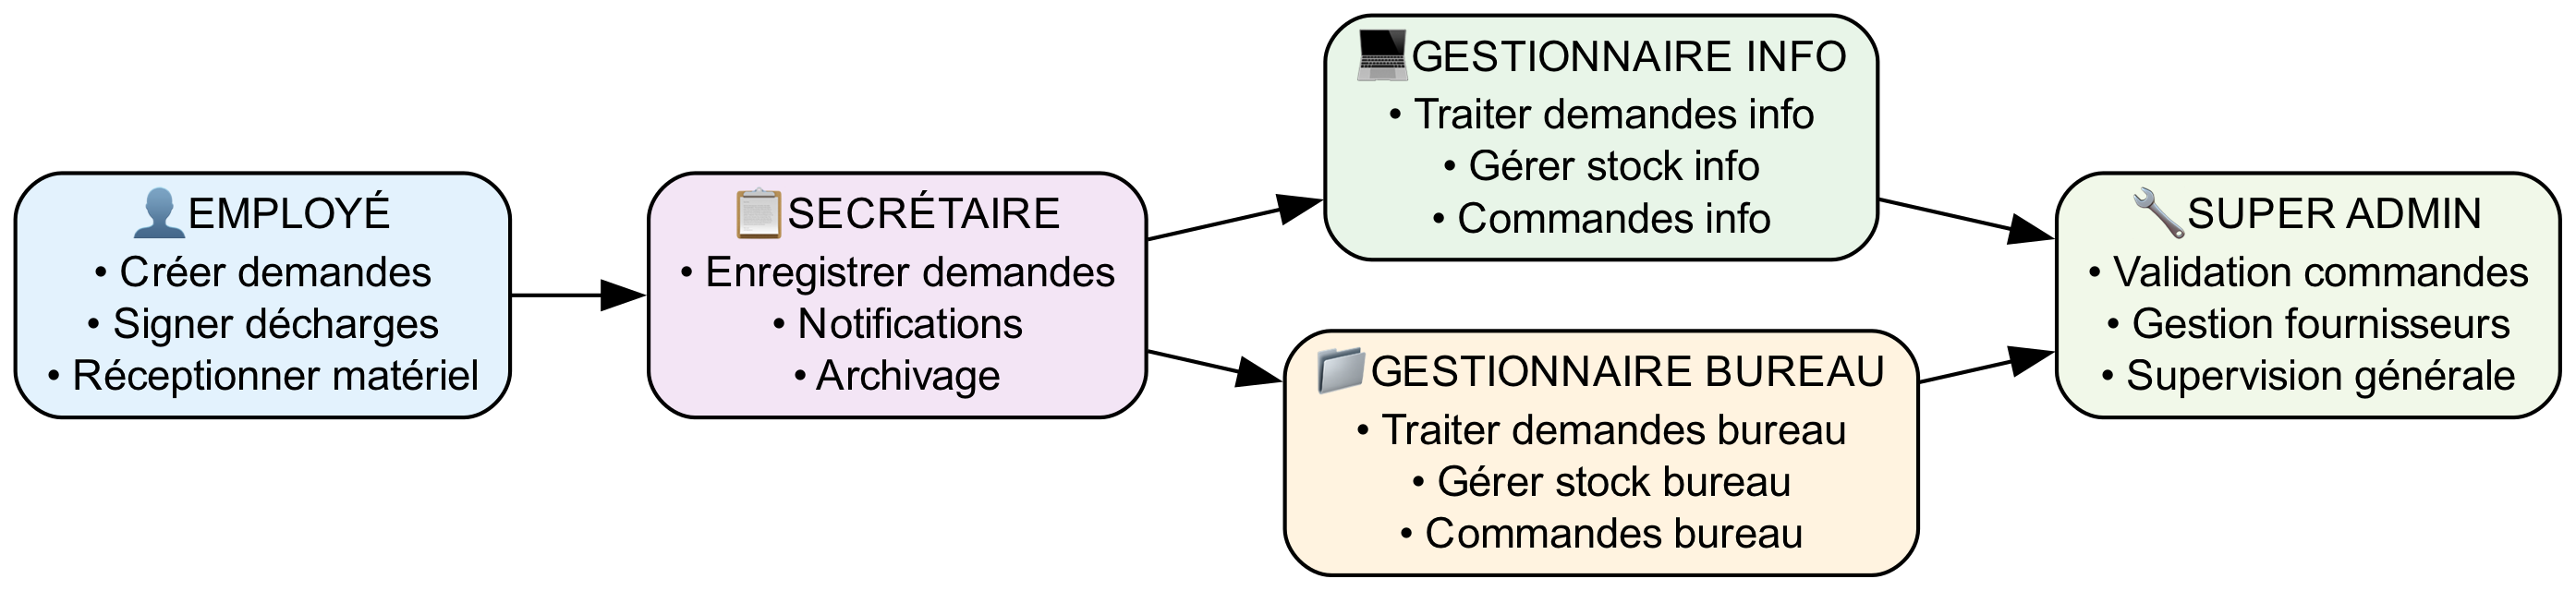 EMPLOYÉ
• Créer demandes
• Signer décharges
• Réceptionner matériel
SECRÉTAIRE
• Enregistrer demandes
• Notifications
• Archivage
GESTIONNAIRE INFO
• Traiter demandes info
• Gérer stock info
• Commandes info
GESTIONNAIRE BUREAU
• Traiter demandes bureau
• Gérer stock bureau
• Commandes bureau
SUPER ADMIN
• Validation commandes
• Gestion fournisseurs
• Supervision générale